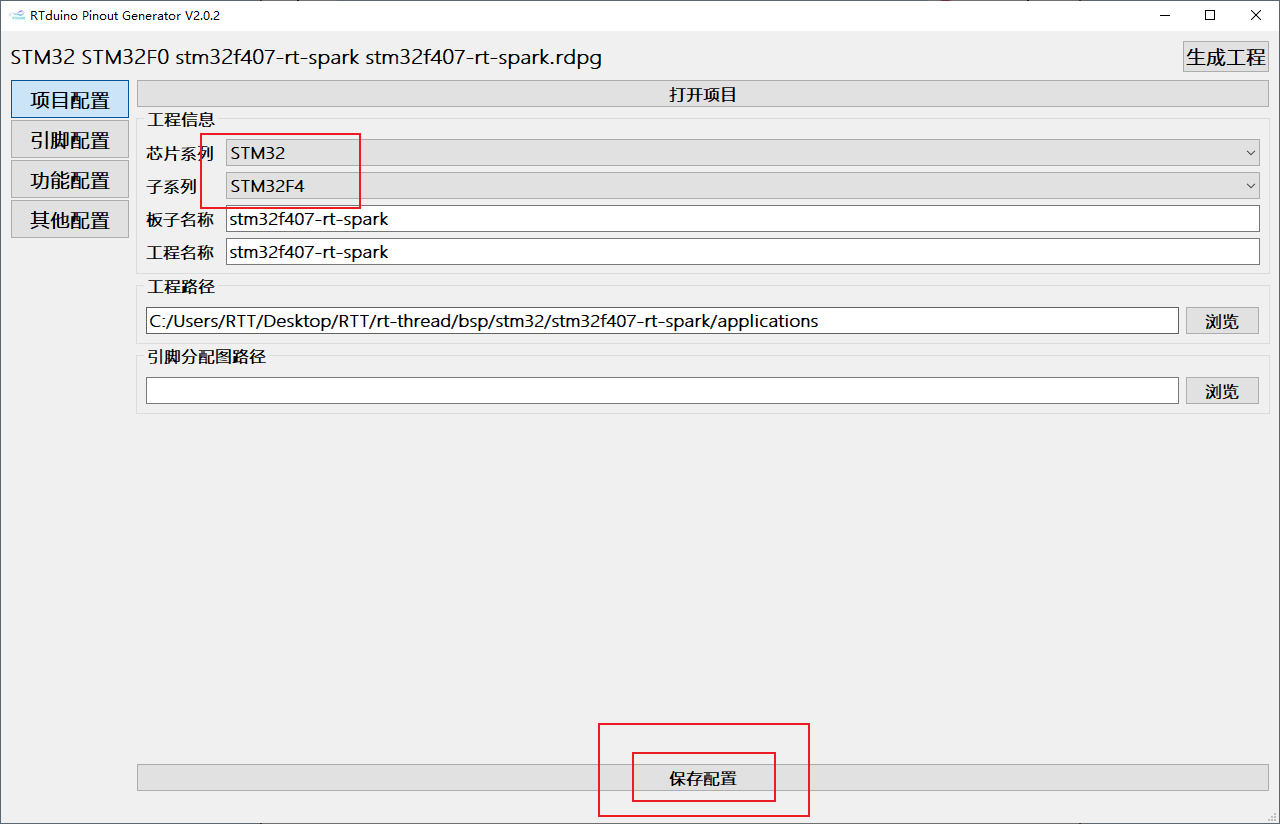 RTduino Pinout Generator V2.0.2
STM32 STM32F0 stm32f407-rt-spark stm32f407-rt-spark.rdpg
生成工程
项目配置
引脚配置
功能配置
其他配置
打开项目
工程信息
芯片系列 STM32
子系列 STM32F4
板子名称 stm32f407-rt-spark
工程名称 stm32f407-rt-spark
工程路径
C:/Users/RTT/Desktop/RTT/rt-thread/bsp/stm32/stm32f407-rt-spark/applications 浏览
引脚分配图路径
浏览
保存配置